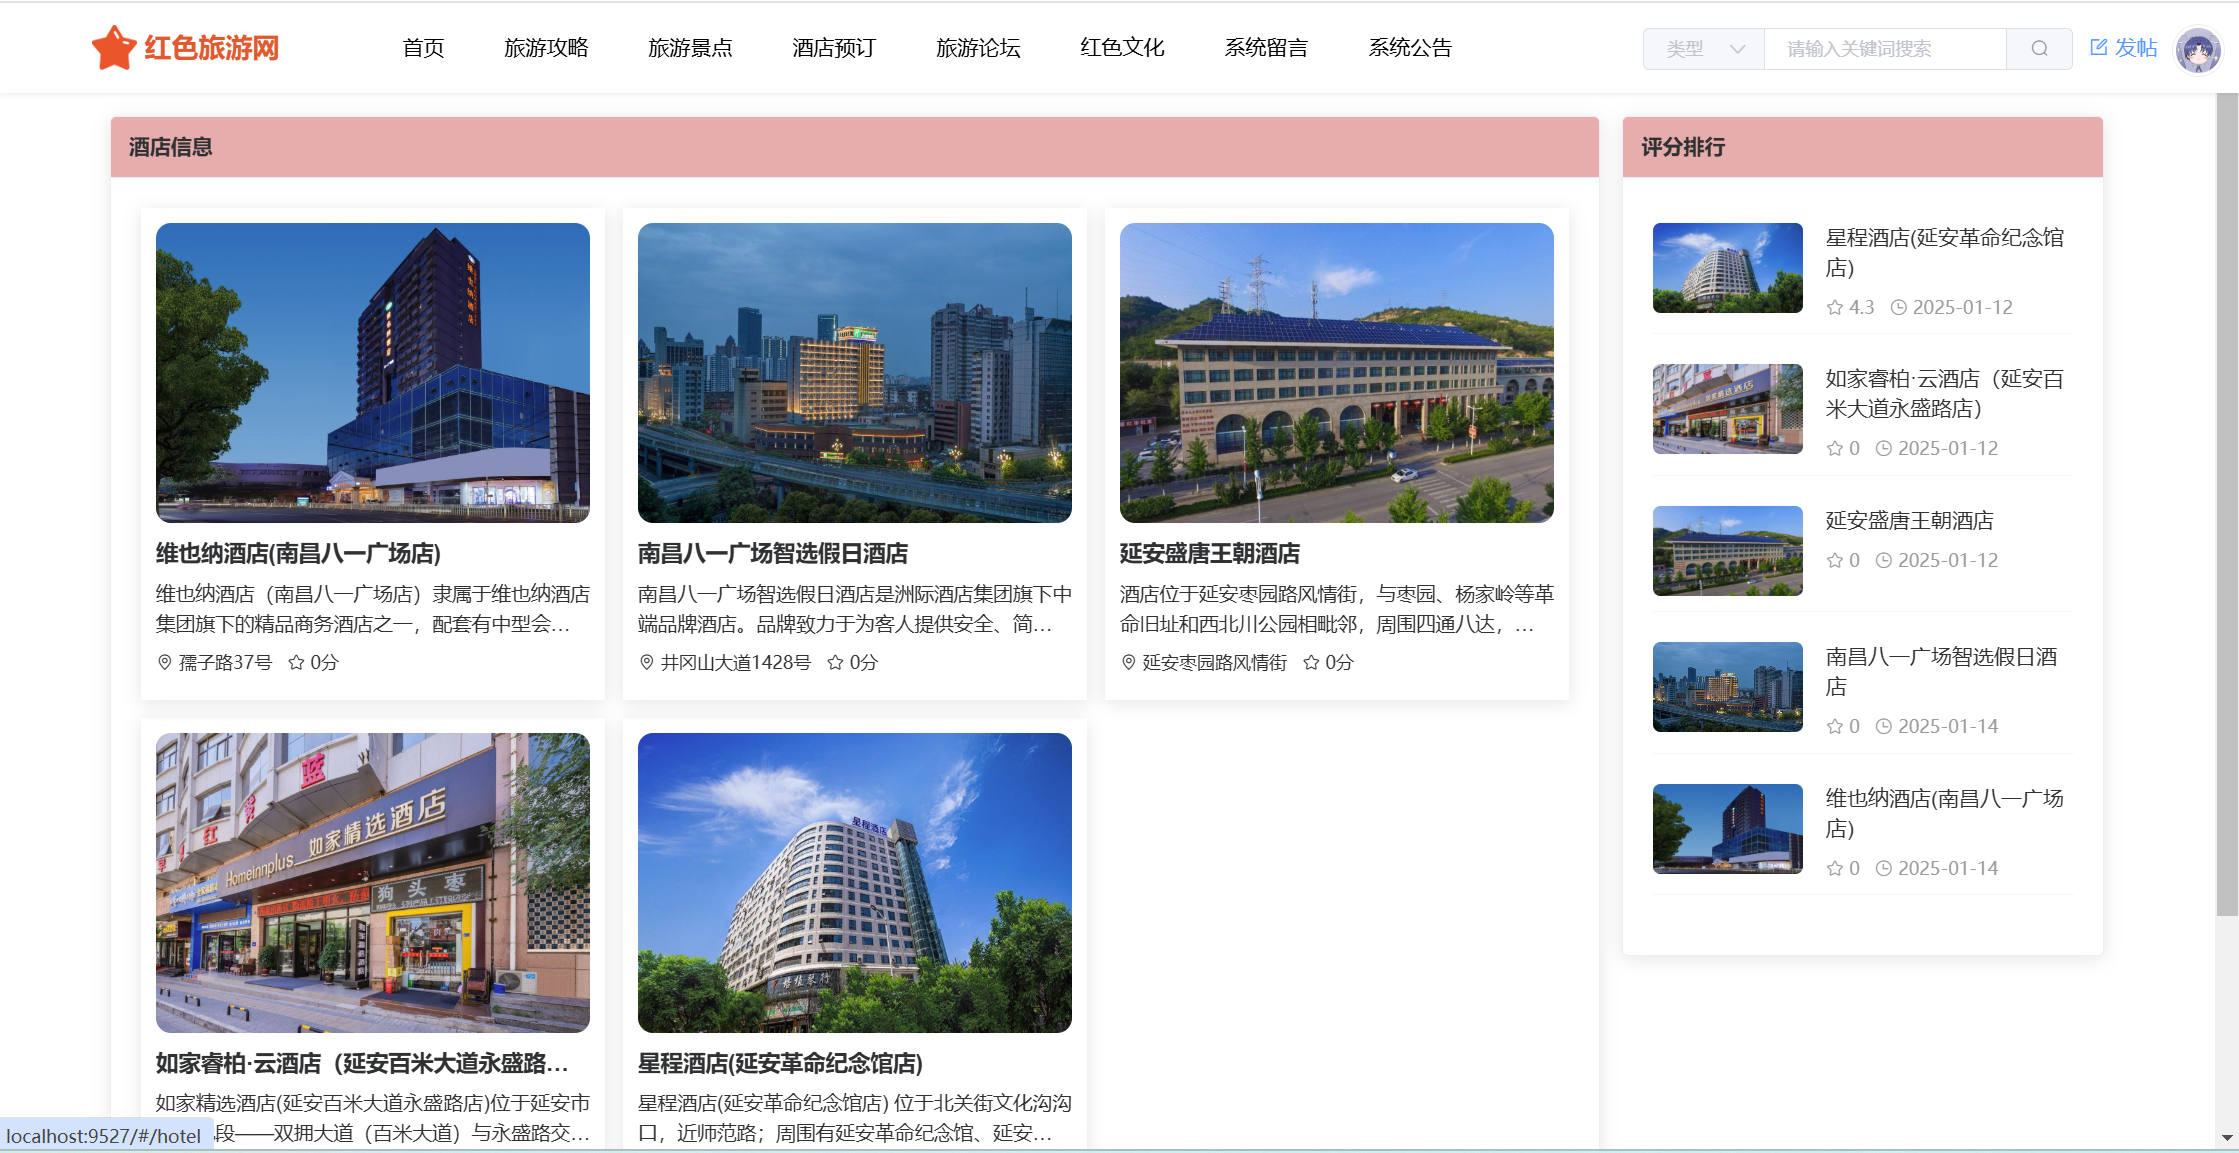 红色旅游网
首页
旅游攻略
旅游景点
酒店预订
旅游论坛
红色文化
系统留言
系统公告
类型
请输入关键词搜索
发帖
酒店信息
维也纳酒店(南昌八一广场店)
维也纳酒店（南昌八一广场店）隶属于维也纳酒店
集团旗下的精品商务酒店之一，配套有中型会…
孺子路37号 0分
南昌八一广场智选假日酒店
南昌八一广场智选假日酒店是洲际酒店集团旗下中
端品牌酒店。品牌致力于为客人提供安全、简…
井冈山大道1428号 0分
延安盛唐王朝酒店
酒店位于延安枣园路风情街，与枣园、杨家岭等革
命旧址和西北川公园相毗邻，周围四通八达，…
延安枣园路风情街 0分
蓝
Homeinnplus 如家精选酒店
狗头枣
如家睿柏·云酒店（延安百米大道永盛路…
如家精选酒店(延安百米大道永盛路店)位于延安市
段——双拥大道（百米大道）与永盛路交…
星程酒店
星程酒店(延安革命纪念馆店)
星程酒店(延安革命纪念馆店) 位于北关街文化沟沟
口，近师范路；周围有延安革命纪念馆、延安…
评分排行
星程酒店(延安革命纪念馆
店)
4.3 2025-01-12
如家睿柏·云酒店（延安百
米大道永盛路店）
0 2025-01-12
延安盛唐王朝酒店
0 2025-01-12
南昌八一广场智选假日酒
店
0 2025-01-14
维也纳酒店(南昌八一广场
店)
0 2025-01-14
localhost:9527/#/hotel